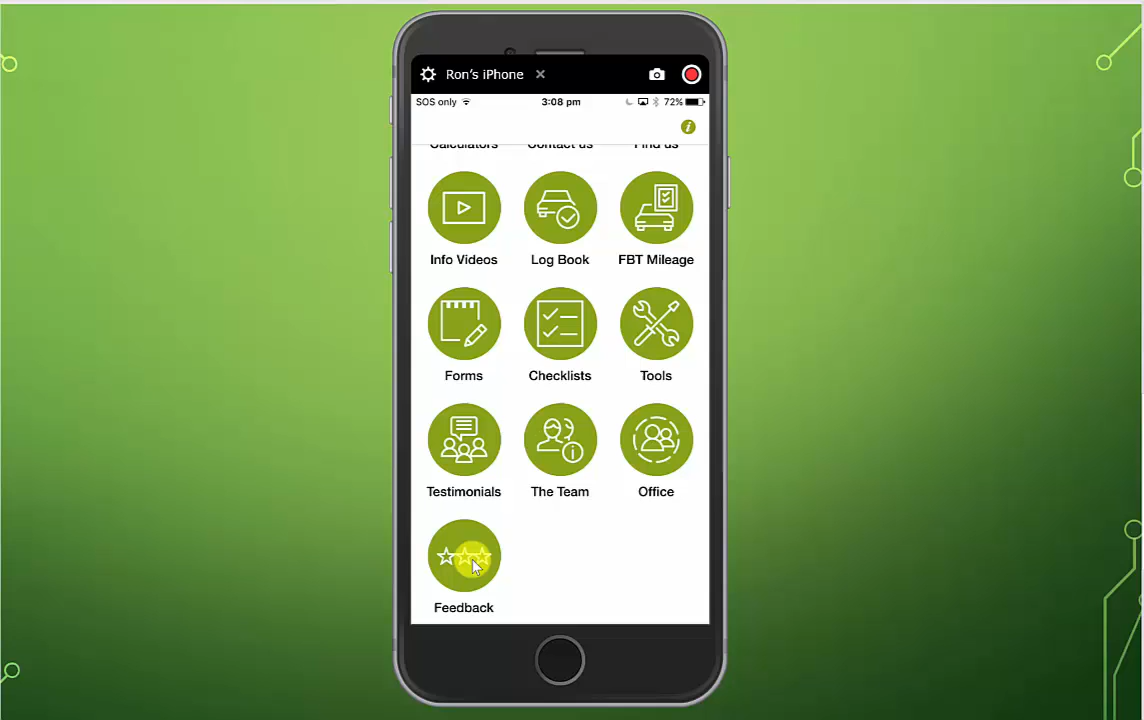 Ron's iPhone
SOS only 3:08 pm 72%
i
Calculators Contact us Find us
Info Videos Log Book FBT Mileage
Forms Checklists Tools
Testimonials The Team Office
Feedback